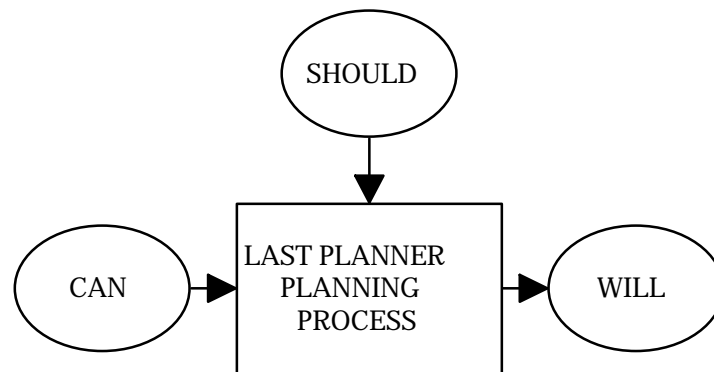 SHOULD
CAN
LAST PLANNER
PLANNING
PROCESS
WILL